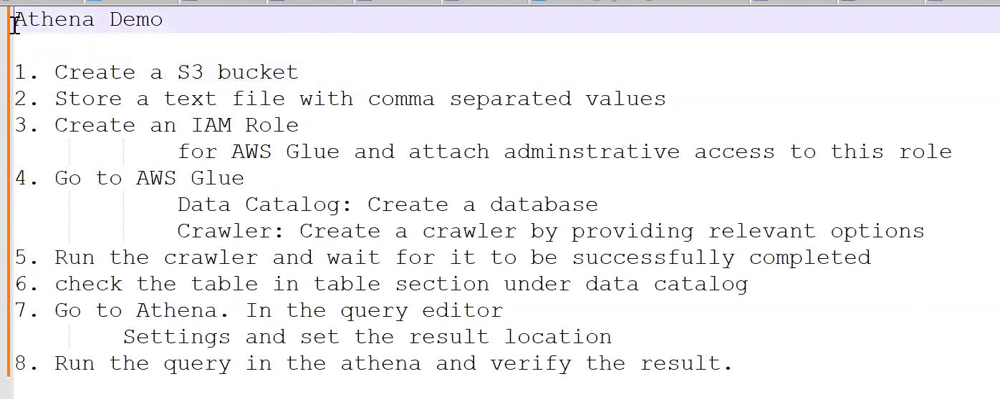 Athena Demo
1. Create a S3 bucket
2. Store a text file with comma separated values
3. Create an IAM Role
for AWS Glue and attach adminstrative access to this role
4. Go to AWS Glue
Data Catalog: Create a database
Crawler: Create a crawler by providing relevant options
5. Run the crawler and wait for it to be successfully completed
6. check the table in table section under data catalog
7. Go to Athena. In the query editor
Settings and set the result location
8. Run the query in the athena and verify the result.